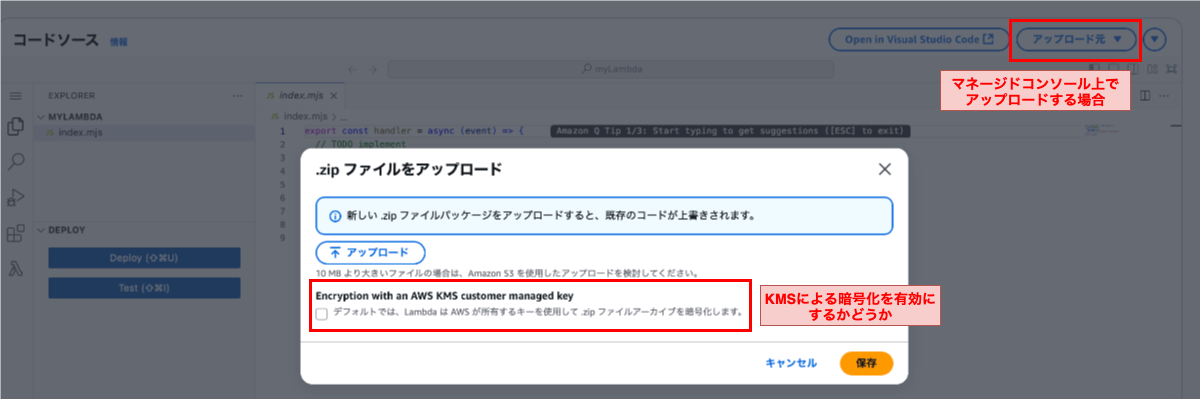 コードソース 情報
Open in Visual Studio Code
アップロード元 ▼
▼
myLambda
マネージドコンソール上で
アップロードする場合
EXPLORER
···
MYLAMBDA
index.mjs
DEPLOY
Deploy (⇧⌘U)
Test (⇧⌘I)
JS index.mjs ×
JS index.mjs > ...
1 export const handler = async (event) => {
Amazon Q Tip 1/3: Start typing to get suggestions ([ESC] to exit)
2 // TODO implement
3
4
5
6
7
8
9
.zip ファイルをアップロード
新しい .zip ファイルパッケージをアップロードすると、既存のコードが上書きされます。
アップロード
10 MB より大きいファイルの場合は、Amazon S3 を使用したアップロードを検討してください。
Encryption with an AWS KMS customer managed key
デフォルトでは、Lambda は AWS が所有するキーを使用して .zip ファイルアーカイブを暗号化します。
KMSによる暗号化を有効に
するかどうか
キャンセル
保存